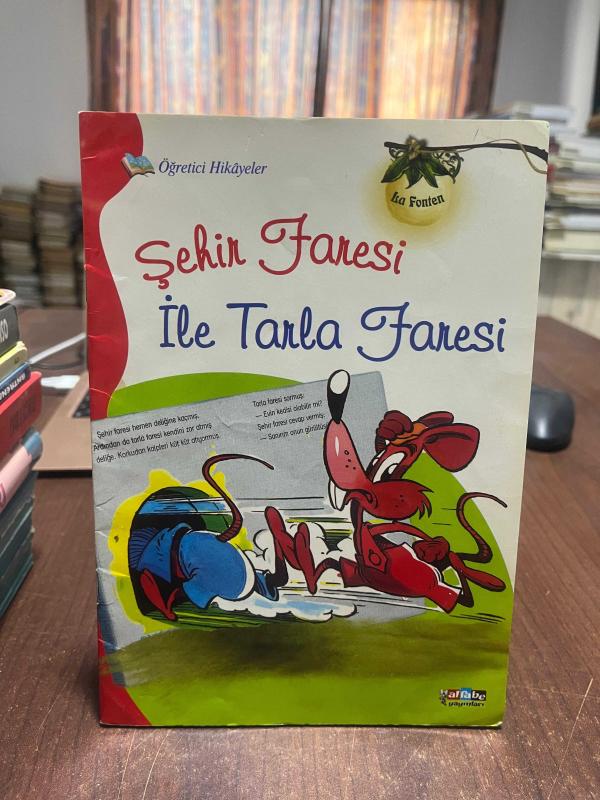 Öğretici Hikâyeler
La Fonten
Şehir Faresi
İle Tarla Faresi
Şehir faresi hemen deliğine kaçmış.
Ardından da tarla faresi kendini zor atmış
deliğe. Korkudan kalpleri küt küt atıyormuş.
Tarla faresi sormuş:
— Evin kedisi olabilir mi?
Şehir faresi cevap vermiş:
— Sanırım onun gürültüsü
alfabe
yayınları